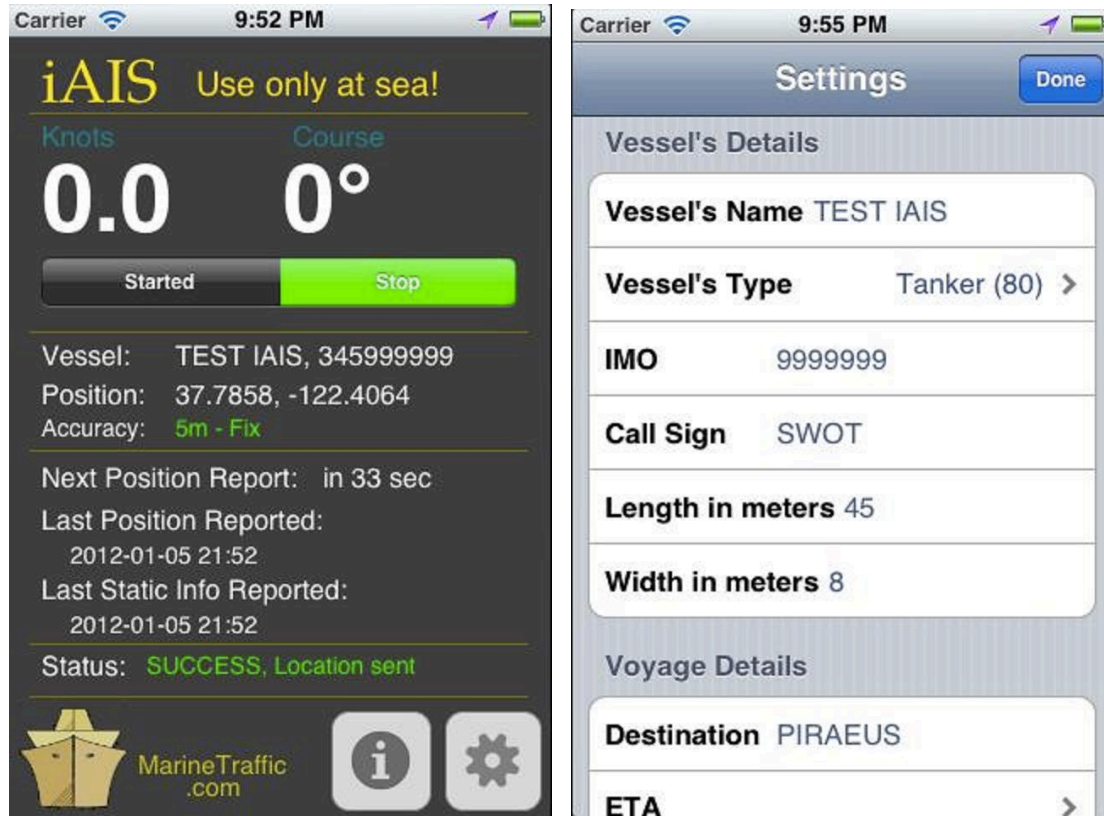 Carrier 9:52 PM
iAIS Use only at sea!
Knots Course
0.0 0°
Started Stop
Vessel: TEST IAIS, 345999999
Position: 37.7858, -122.4064
Accuracy: 5m - Fix
Next Position Report: in 33 sec
Last Position Reported:
2012-01-05 21:52
Last Static Info Reported:
2012-01-05 21:52
Status: SUCCESS, Location sent
MarineTraffic
.com
Carrier 9:55 PM
Settings Done
Vessel's Details
Vessel's Name TEST IAIS
Vessel's Type Tanker (80)
IMO 9999999
Call Sign SWOT
Length in meters 45
Width in meters 8
Voyage Details
Destination PIRAEUS
ETA